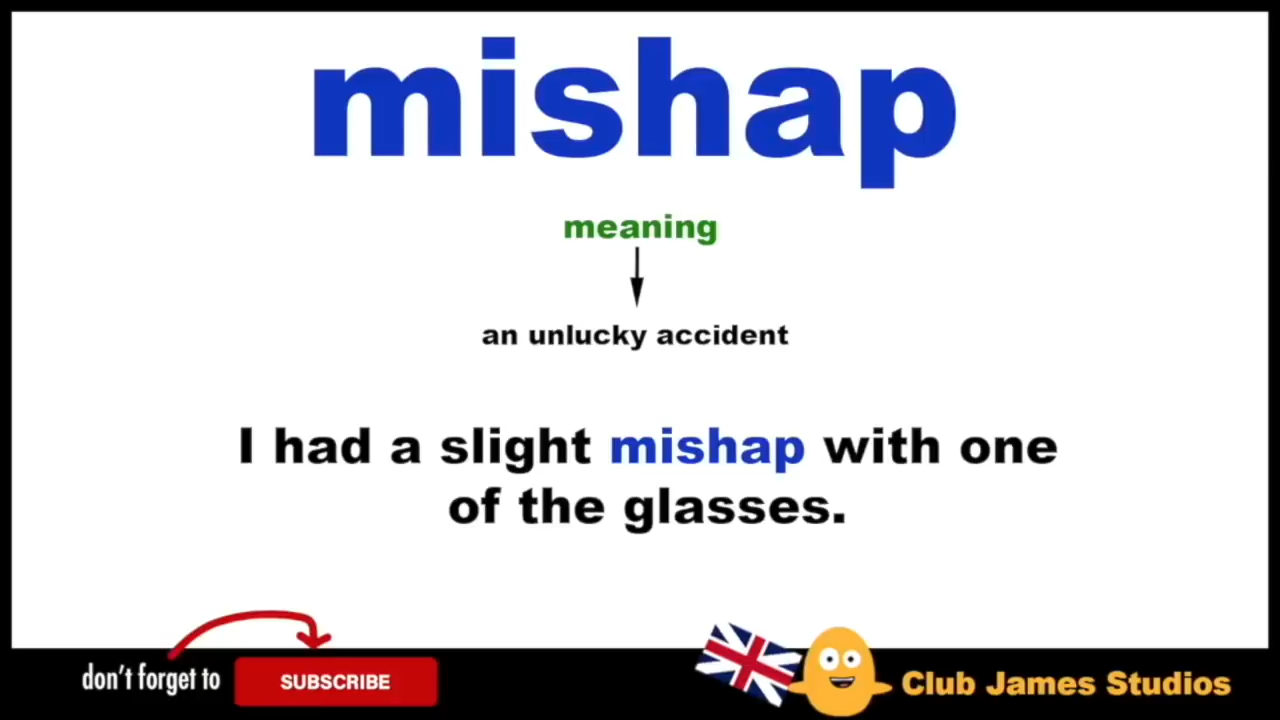 mishap
meaning
an unlucky accident
I had a slight mishap with one
of the glasses.
don't forget to
SUBSCRIBE
Club James Studios